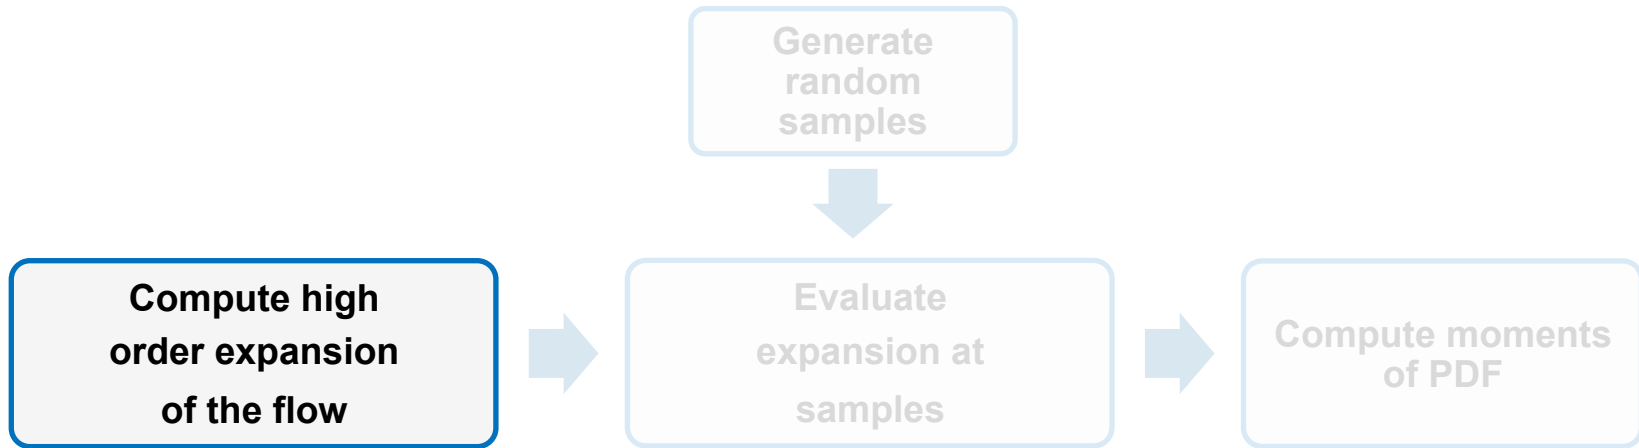 Generate
random
samples
Compute high
order expansion
of the flow
Evaluate
expansion at
samples
Compute moments
of PDF